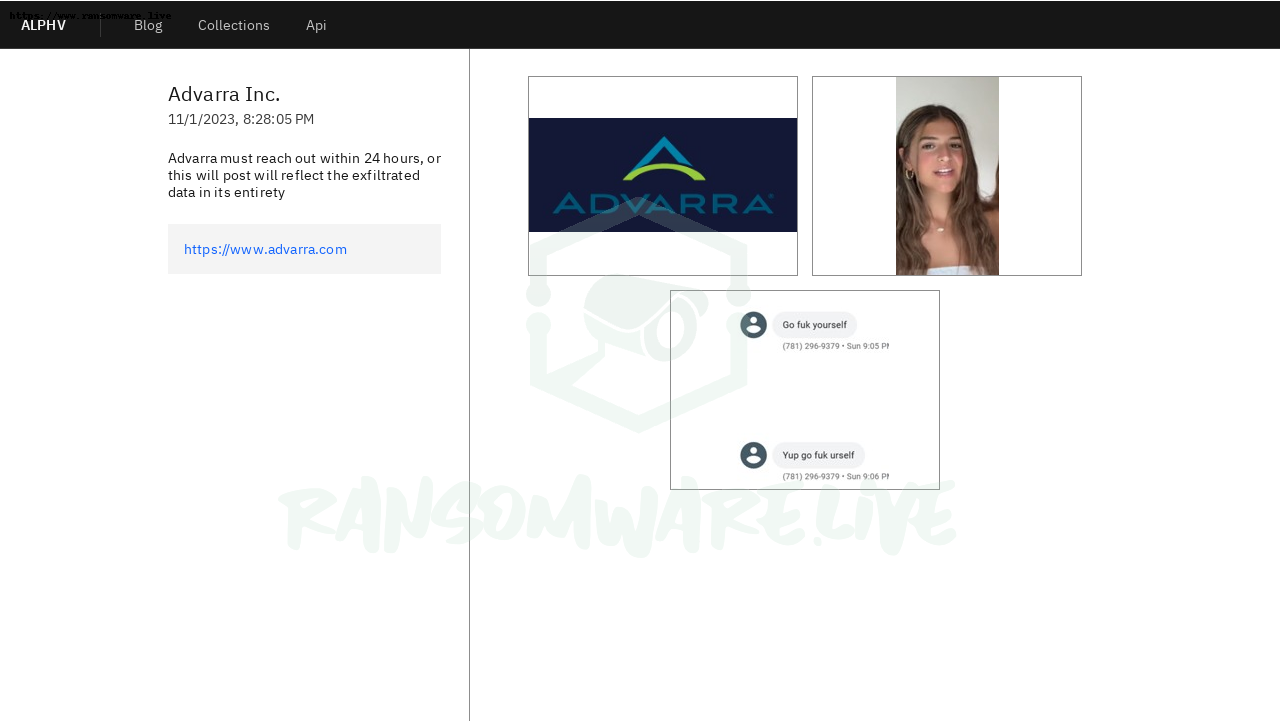 https://www.ransomware.live
ALPHV
Blog
Collections
Api
Advarra Inc.
11/1/2023, 8:28:05 PM
Advarra must reach out within 24 hours, or
this will post will reflect the exfiltrated
data in its entirety
https://www.advarra.com
ADVARRA®
Go fuk yourself
(781) 296-9379 • Sun 9:05 PM
Yup go fuk urself
(781) 296-9379 • Sun 9:06 PM
RANSOMWARE.LIVE